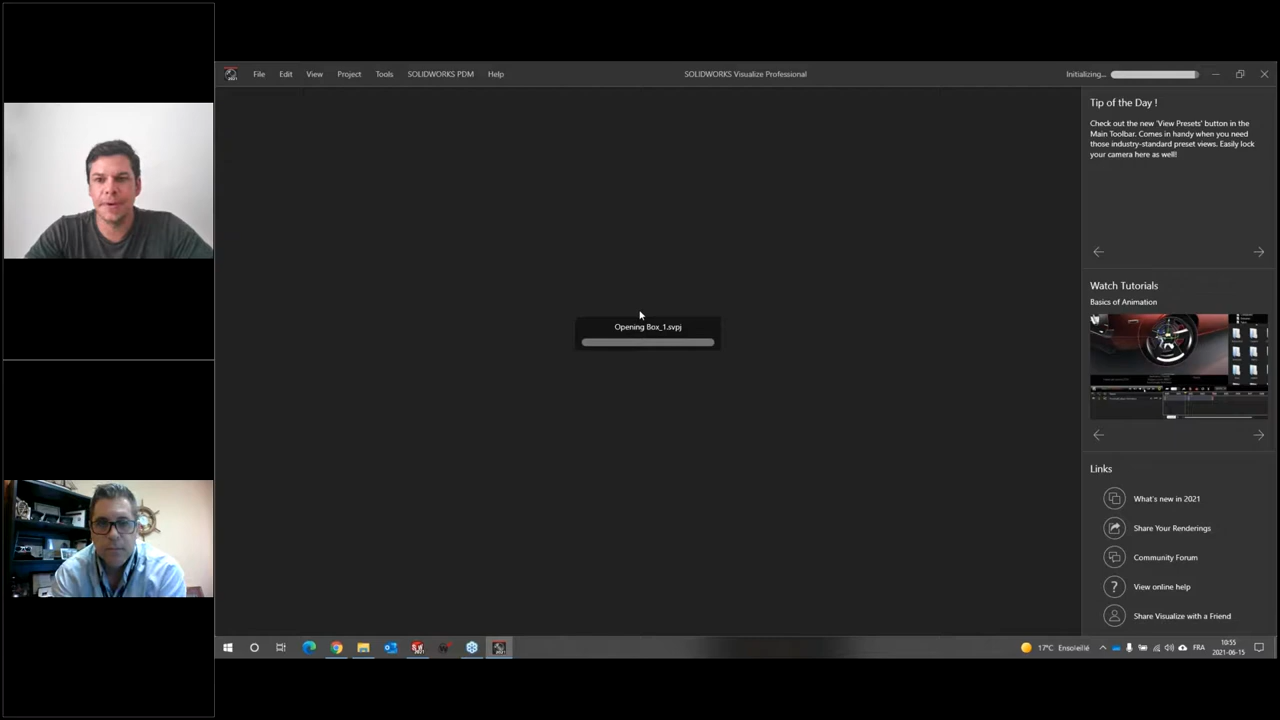 File Edit View Project Tools SOLIDWORKS PDM Help
SOLIDWORKS Visualize Professional
Initializing...
Opening Box_1.svpj
Tip of the Day !
Check out the new 'View Presets' button in the
Main Toolbar. Comes in handy when you need
those industry-standard preset views. Easily lock
your camera here as well!
Watch Tutorials
Basics of Animation
Links
What's new in 2021
Share Your Renderings
Community Forum
View online help
Share Visualize with a Friend
17°C Ensoleillé
FRA
10:55
2021-06-15